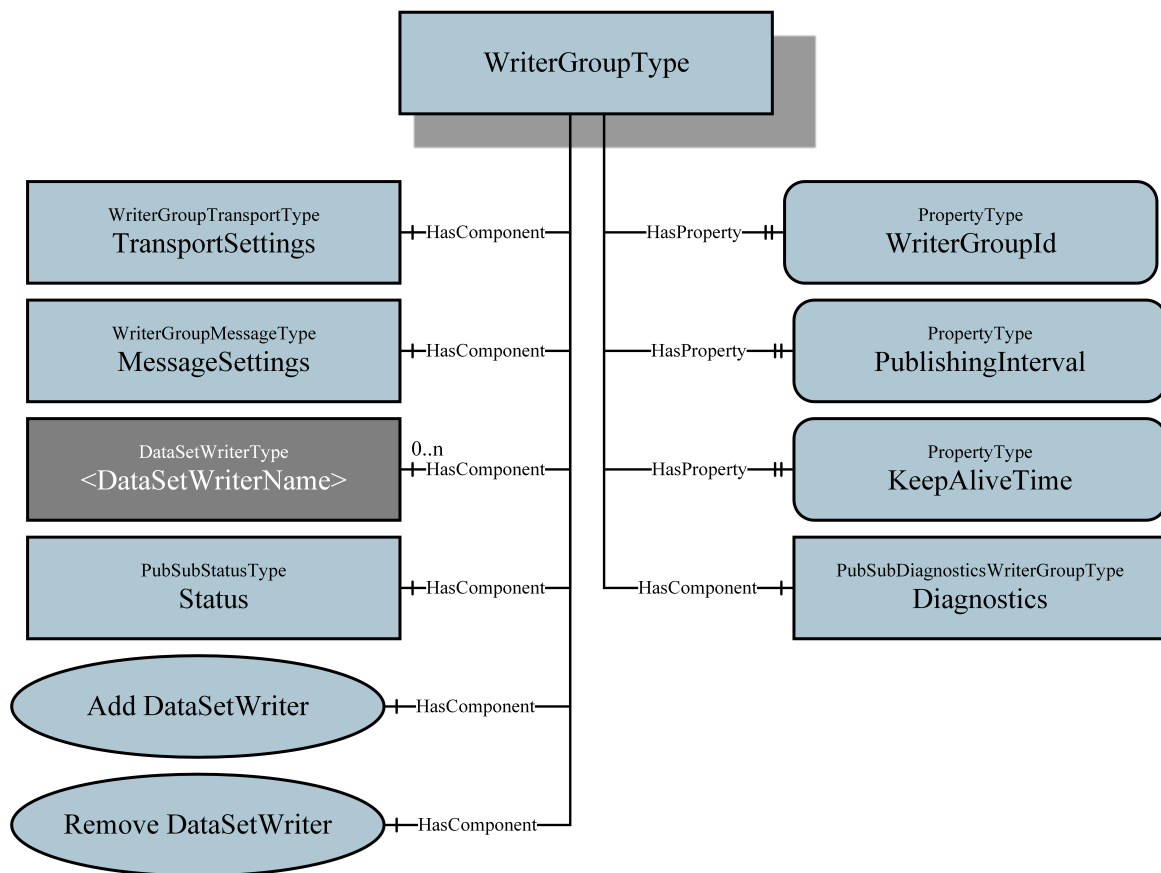 WriterGroupType
WriterGroupTransportType
TransportSettings
HasComponent
HasProperty
PropertyType
WriterGroupId
WriterGroupMessageType
MessageSettings
HasComponent
HasProperty
PropertyType
PublishingInterval
DataSetWriterType
<DataSetWriterName>
0..n
HasComponent
HasProperty
PropertyType
KeepAliveTime
PubSubStatusType
Status
HasComponent
HasComponent
PubSubDiagnosticsWriterGroupType
Diagnostics
Add DataSetWriter
HasComponent
Remove DataSetWriter
HasComponent